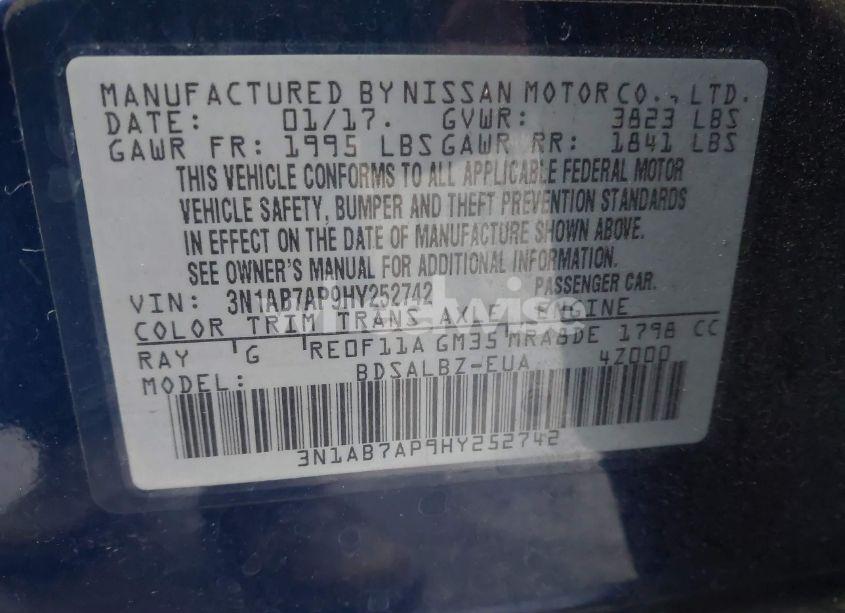 MANUFACTURED BY NISSAN MOTOR CO., LTD.
DATE: 01/17. GVWR: 3823 LBS
GAWR FR: 1995 LBS GAWR RR: 1841 LBS
THIS VEHICLE CONFORMS TO ALL APPLICABLE FEDERAL MOTOR
VEHICLE SAFETY, BUMPER AND THEFT PREVENTION STANDARDS
IN EFFECT ON THE DATE OF MANUFACTURE SHOWN ABOVE.
SEE OWNER'S MANUAL FOR ADDITIONAL INFORMATION.
VIN: 3N1AB7AP9HY252742 PASSENGER CAR.
COLOR TRIM TRANS AXLE ENGINE
RAY G RE0F11A GM35 MRA8DE 1798 CC
MODEL: BDSALBZ-EUA 4Z000
3N1AB7AP9HY252742